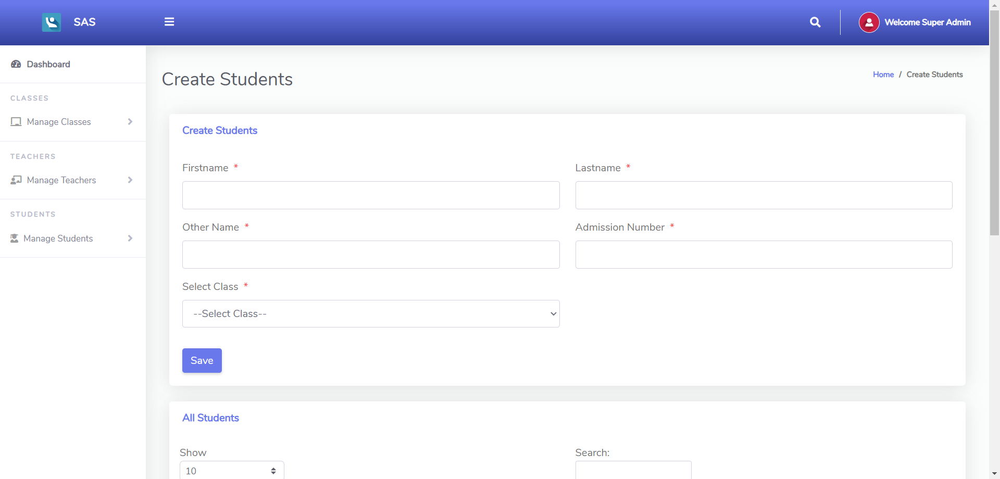 SAS
Welcome Super Admin
Dashboard
CLASSES
Manage Classes
TEACHERS
Manage Teachers
STUDENTS
Manage Students
Create Students
Home / Create Students
Create Students
Firstname *
Lastname *
Other Name *
Admission Number *
Select Class *
--Select Class--
Save
All Students
Show
10
Search: